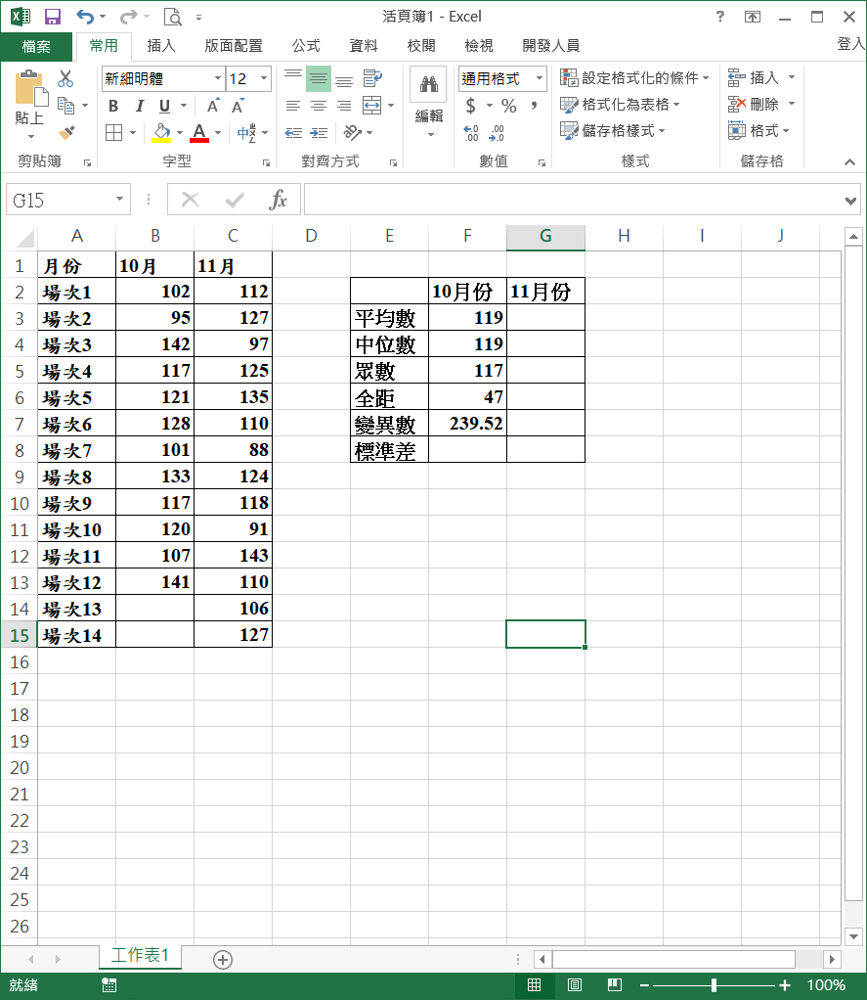 活頁簿1 - Excel
?
檔案 常用 插入 版面配置 公式 資料 校閱 檢視 開發人員 登入
貼上
新細明體 12
B I U A A
A 中
編輯
通用格式
$ % ,
.0 .00
.00 .0
設定格式化的條件
格式化為表格
儲存格樣式
插入
刪除
格式
剪貼簿 字型 對齊方式 數值 樣式 儲存格
G15 fx
A B C D E F G H I J
1 月份 10月 11月
2 場次1 102 112 10月份 11月份
3 場次2 95 127 平均數 119
4 場次3 142 97 中位數 119
5 場次4 117 125 眾數 117
6 場次5 121 135 全距 47
7 場次6 128 110 變異數 239.52
8 場次7 101 88 標準差
9 場次8 133 124
10 場次9 117 118
11 場次10 120 91
12 場次11 107 143
13 場次12 141 110
14 場次13 106
15 場次14 127
16
17
18
19
20
21
22
23
24
25
26
工作表1
就緒 100%